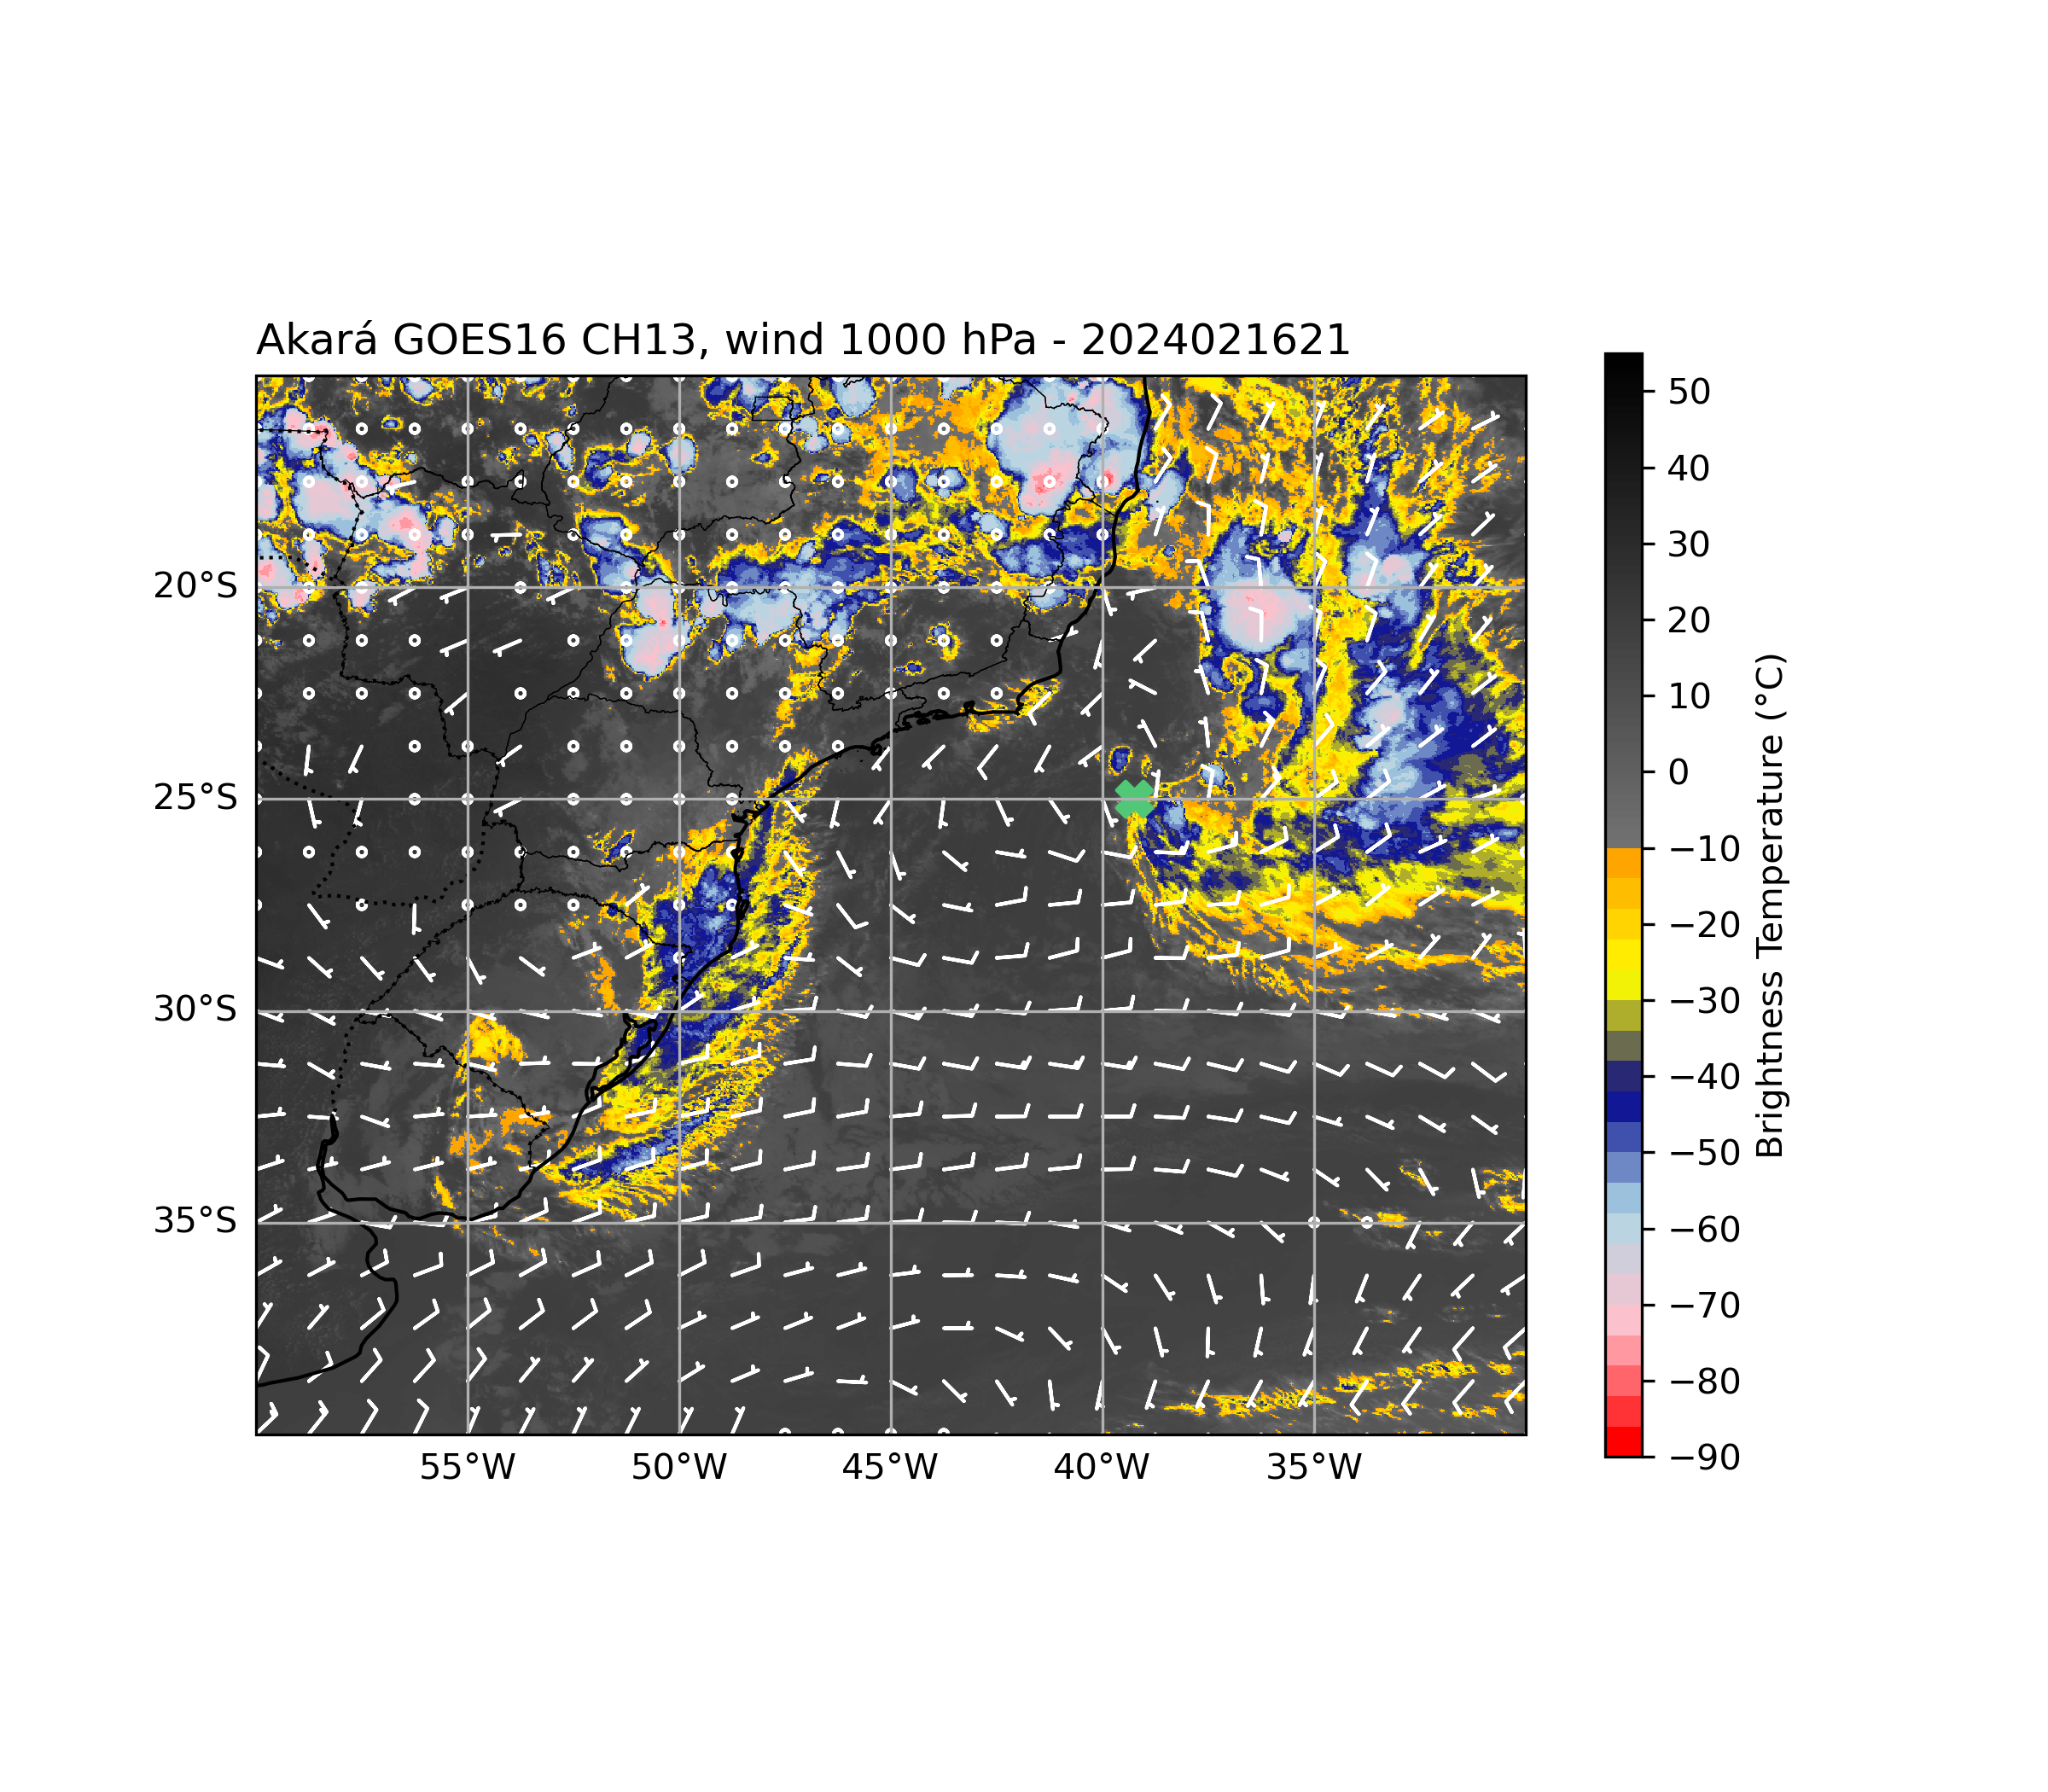 Akará GOES16 CH13, wind 1000 hPa - 2024021621
20°S
25°S
30°S
35°S
55°W
50°W
45°W
40°W
35°W
50
40
30
20
10
0
−10
−20
−30
−40
−50
−60
−70
−80
−90
Brightness Temperature (°C)